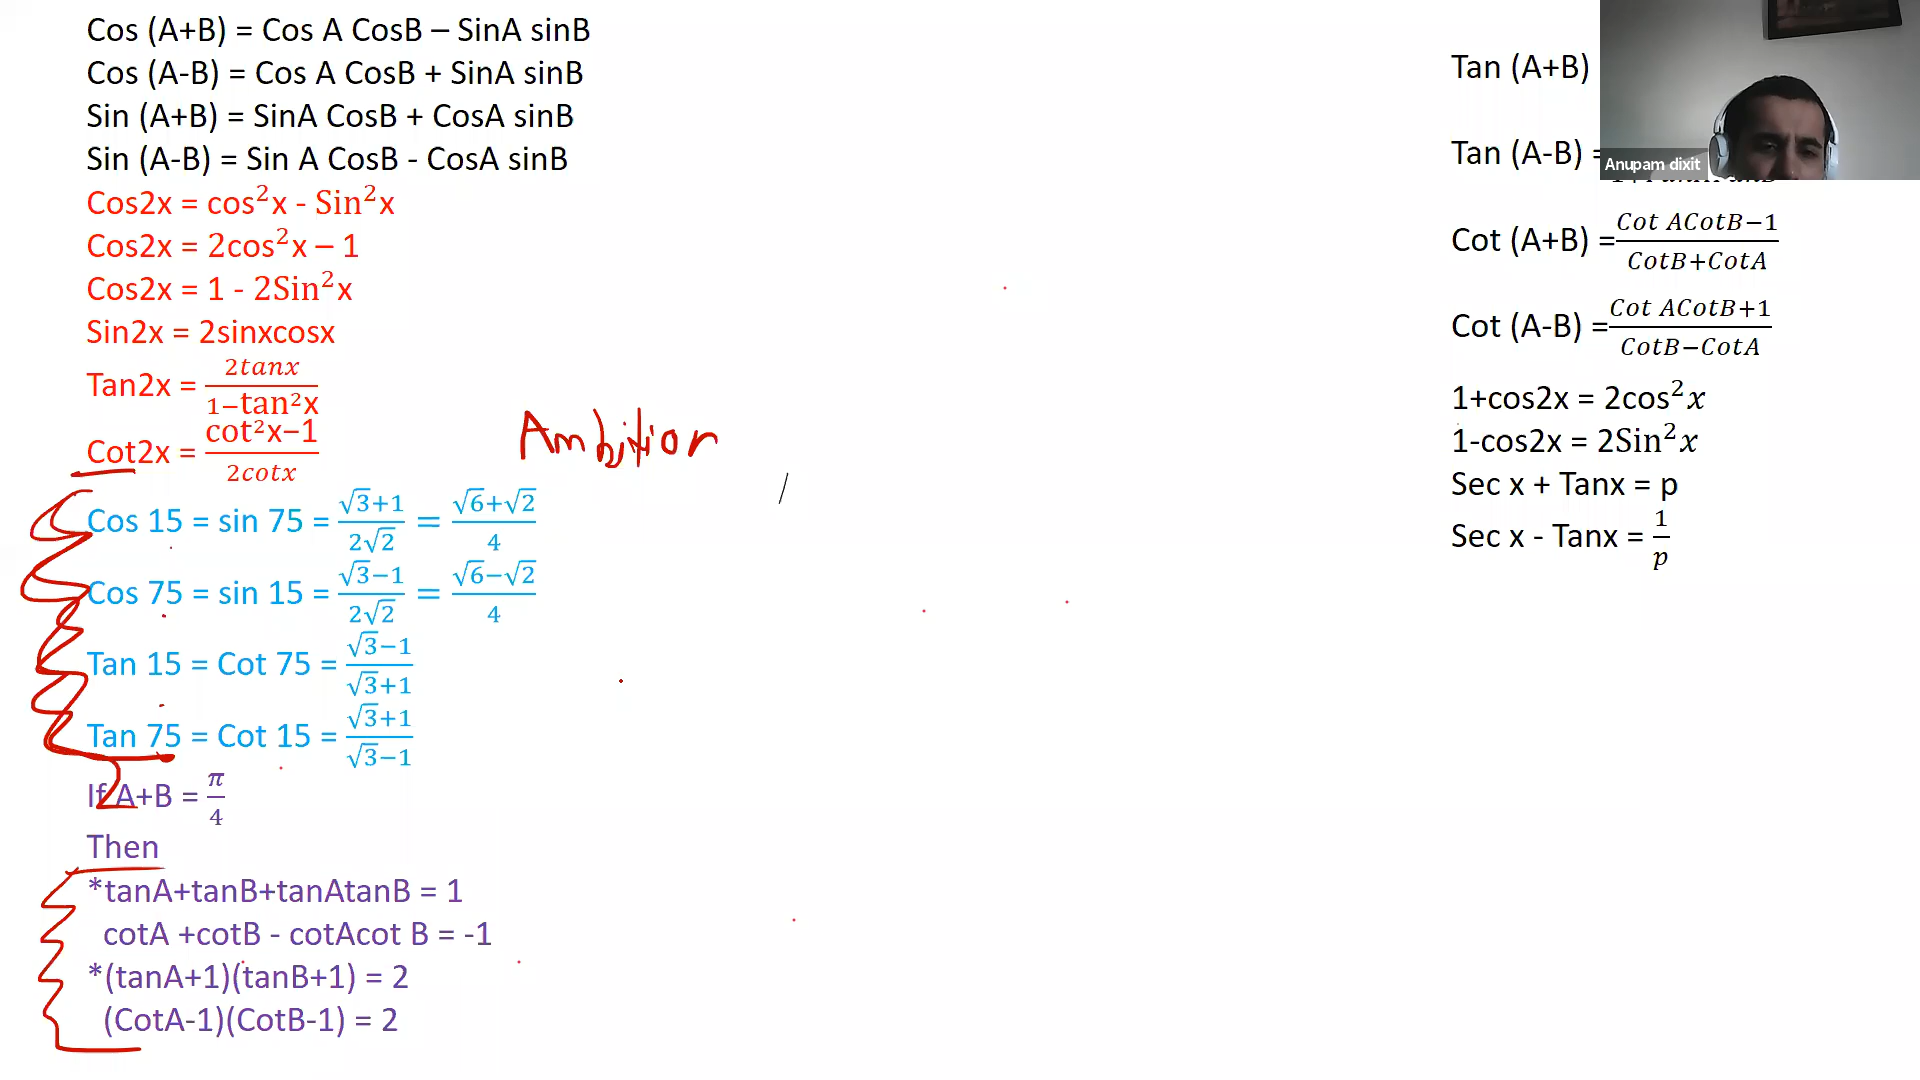 Cos (A+B) = Cos A CosB – SinA sinB
Cos (A-B) = Cos A CosB + SinA sinB
Sin (A+B) = SinA CosB + CosA sinB
Sin (A-B) = Sin A CosB - CosA sinB
Cos2x = cos²x - Sin²x
Cos2x = 2cos²x – 1
Cos2x = 1 - 2Sin²x
Sin2x = 2sinxcosx
Tan2x = 2tanx / 1−tan²x
Cot2x = cot²x−1 / 2cotx
Cos 15 = sin 75 = √3+1 / 2√2 = √6+√2 / 4
Cos 75 = sin 15 = √3−1 / 2√2 = √6−√2 / 4
Tan 15 = Cot 75 = √3−1 / √3+1
Tan 75 = Cot 15 = √3+1 / √3−1
If A+B = π / 4
Then
*tanA+tanB+tanAtanB = 1
cotA +cotB - cotAcot B = -1
*(tanA+1)(tanB+1) = 2
(CotA-1)(CotB-1) = 2
Ambition
Tan (A+B)
Tan (A-B) =
Cot (A+B) = Cot ACotB−1 / CotB+CotA
Cot (A-B) = Cot ACotB+1 / CotB−CotA
1+cos2x = 2cos²x
1-cos2x = 2Sin²x
Sec x + Tanx = p
Sec x - Tanx = 1 / p
Anupam dixit